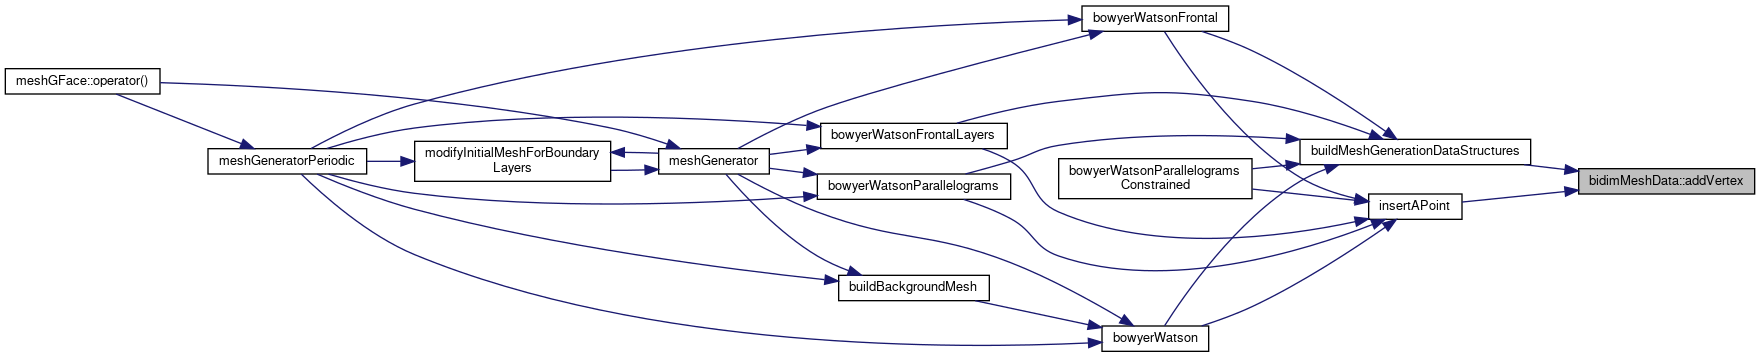 bowyerWatsonFrontal
meshGFace::operator()
bowyerWatsonFrontalLayers
modifyInitialMeshForBoundary
Layers
meshGeneratorPeriodic
meshGenerator
buildMeshGenerationDataStructures
bowyerWatsonParallelograms
Constrained
bidimMeshData::addVertex
bowyerWatsonParallelograms
insertAPoint
buildBackgroundMesh
bowyerWatson